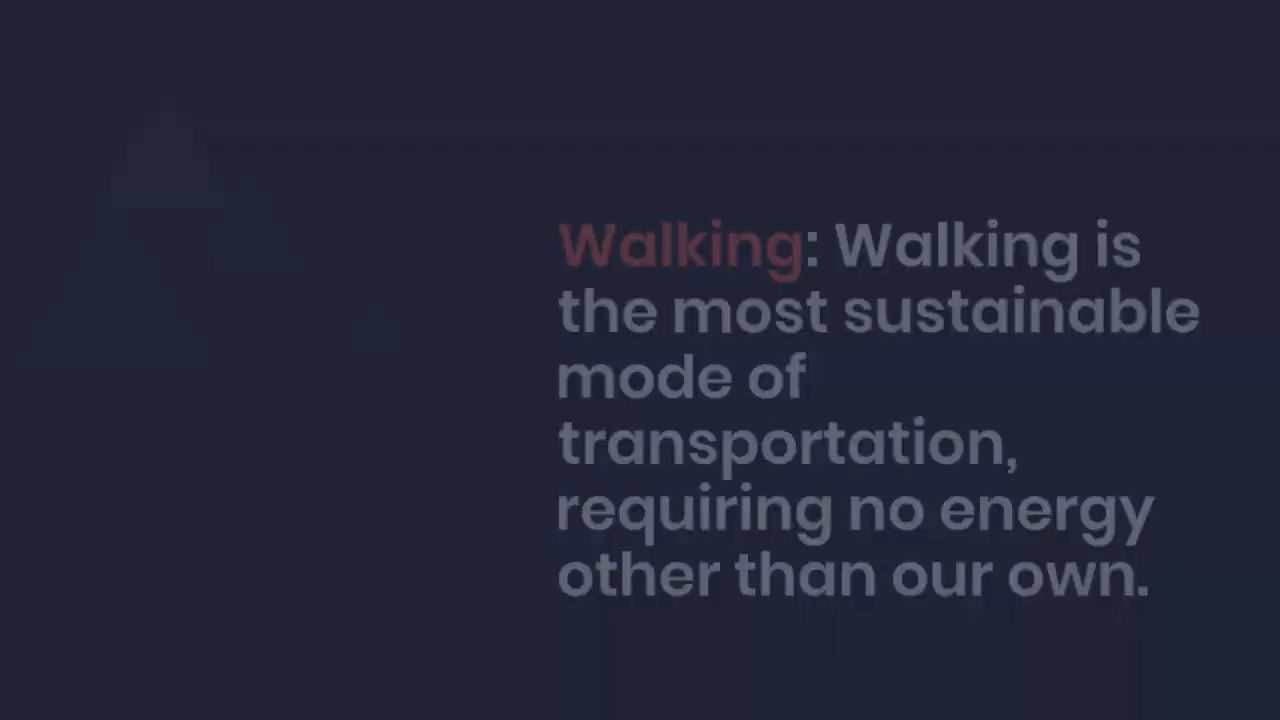 Walking: Walking is
the most sustainable
mode of
transportation,
requiring no energy
other than our own.